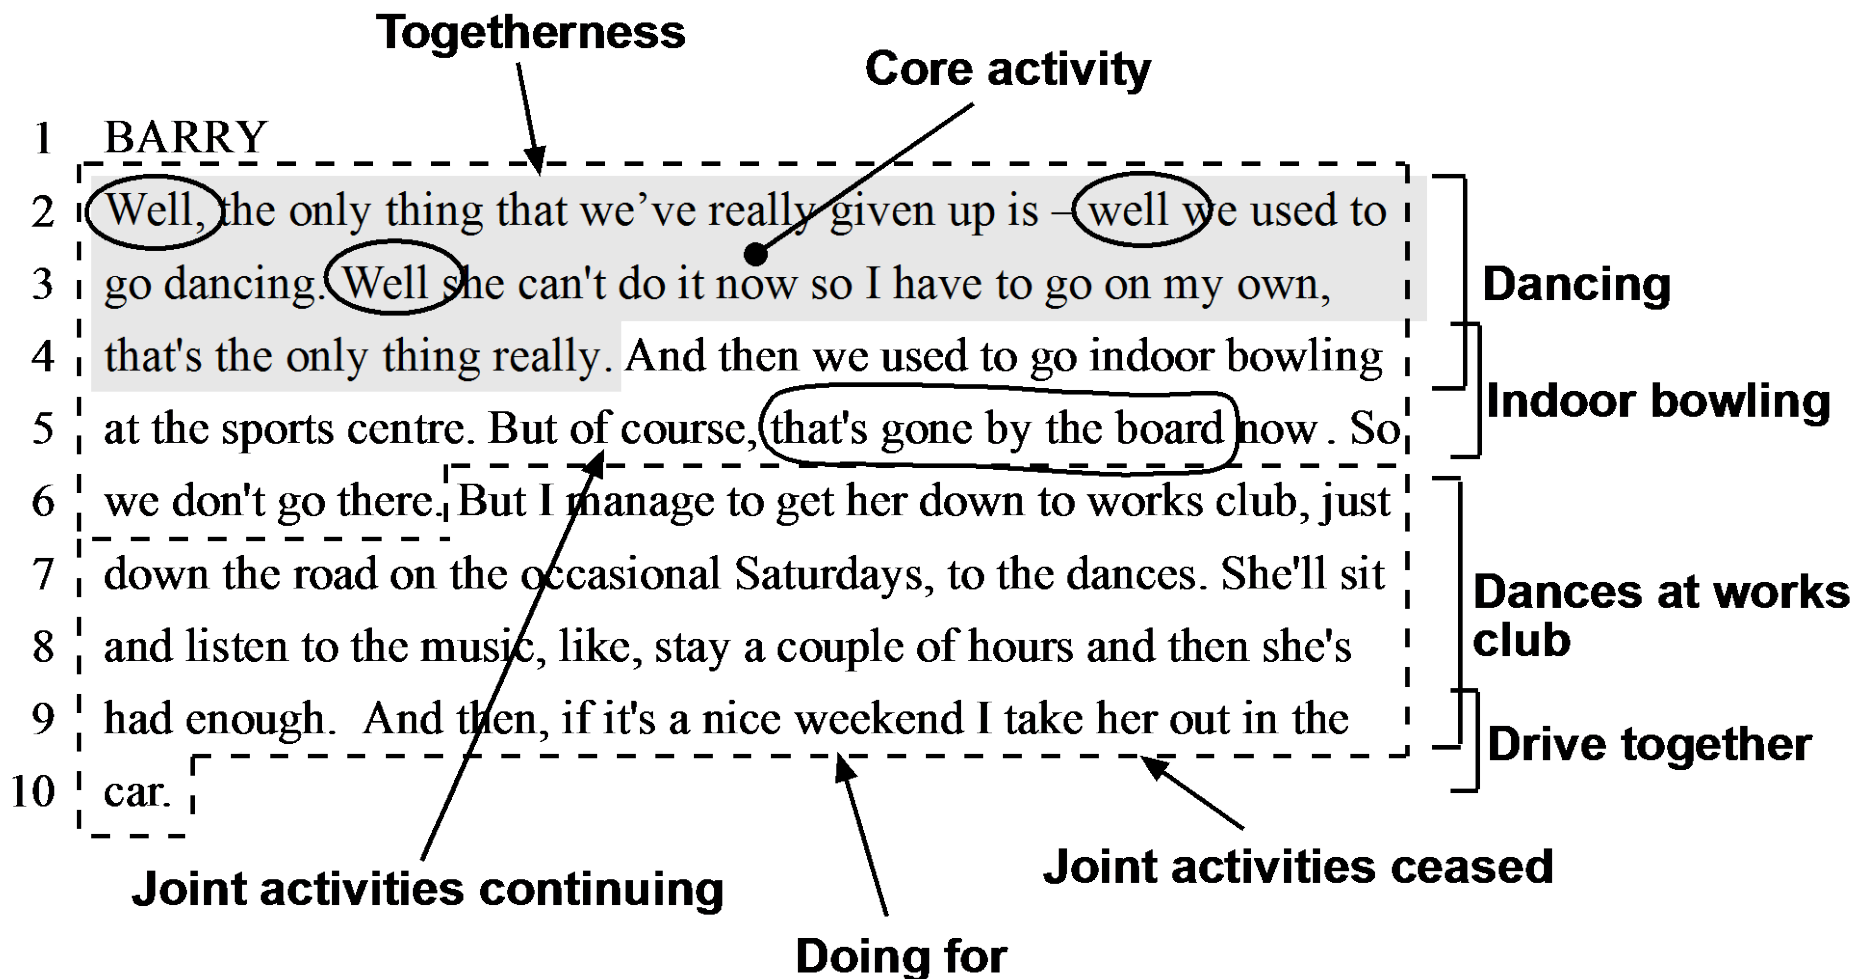 Togetherness
Core activity
1 BARRY
2 Well, the only thing that we’ve really given up is – well we used to
3 go dancing. Well she can't do it now so I have to go on my own,
Dancing
4 that's the only thing really. And then we used to go indoor bowling
Indoor bowling
5 at the sports centre. But of course, that's gone by the board now. So
6 we don't go there. But I manage to get her down to works club, just
7 down the road on the occasional Saturdays, to the dances. She'll sit
Dances at works
club
8 and listen to the music, like, stay a couple of hours and then she's
9 had enough. And then, if it's a nice weekend I take her out in the
Drive together
10 car.
Joint activities continuing
Joint activities ceased
Doing for